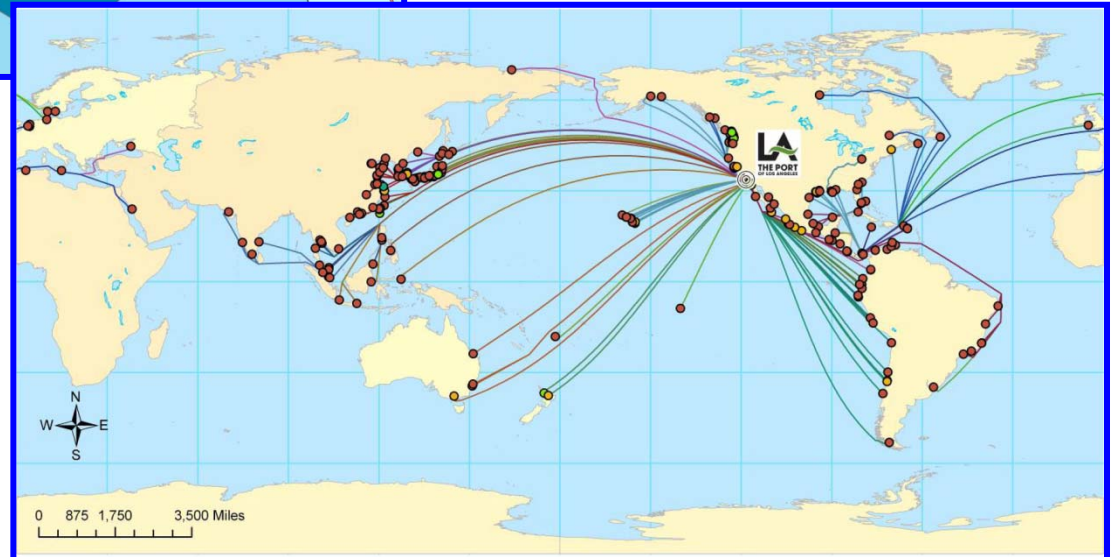 LA
THE PORT
OF LOS ANGELES
N
W E
S
0 875 1,750 3,500 Miles